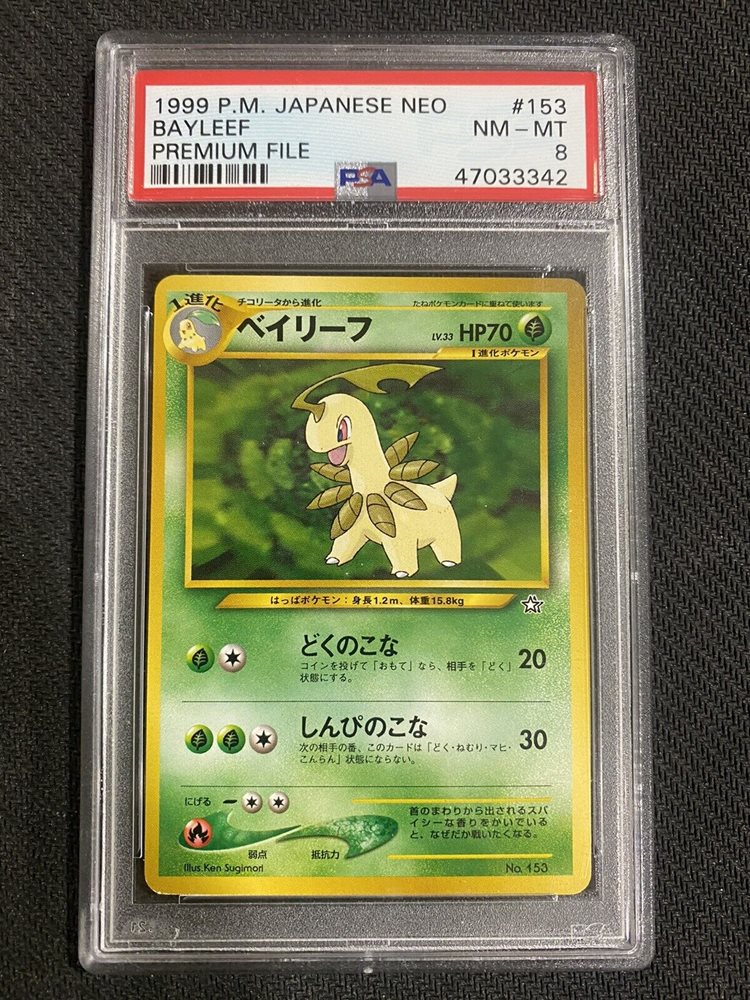 1999 P.M. JAPANESE NEO #153
BAYLEEF NM – MT
PREMIUM FILE 8
PSA 47033342
1進化
チコリータから進化 たねポケモンカードに重ねて使います
ベイリーフ LV.33 HP70
1進化ポケモン
はっぱポケモン：身長1.2m、体重15.8kg
どくのこな 20
コインを投げて「おもて」なら、相手を「どく」
状態にする。
しんぴのこな 30
次の相手の番、このカードは「どく・ねむり・マヒ・
こんらん」状態にならない。
にげる
首のまわりから出されるスパ
イシーな香りをかいでいる
と、なぜだか戦いたくなる。
弱点 抵抗力
Illus. Ken Sugimori No. 153